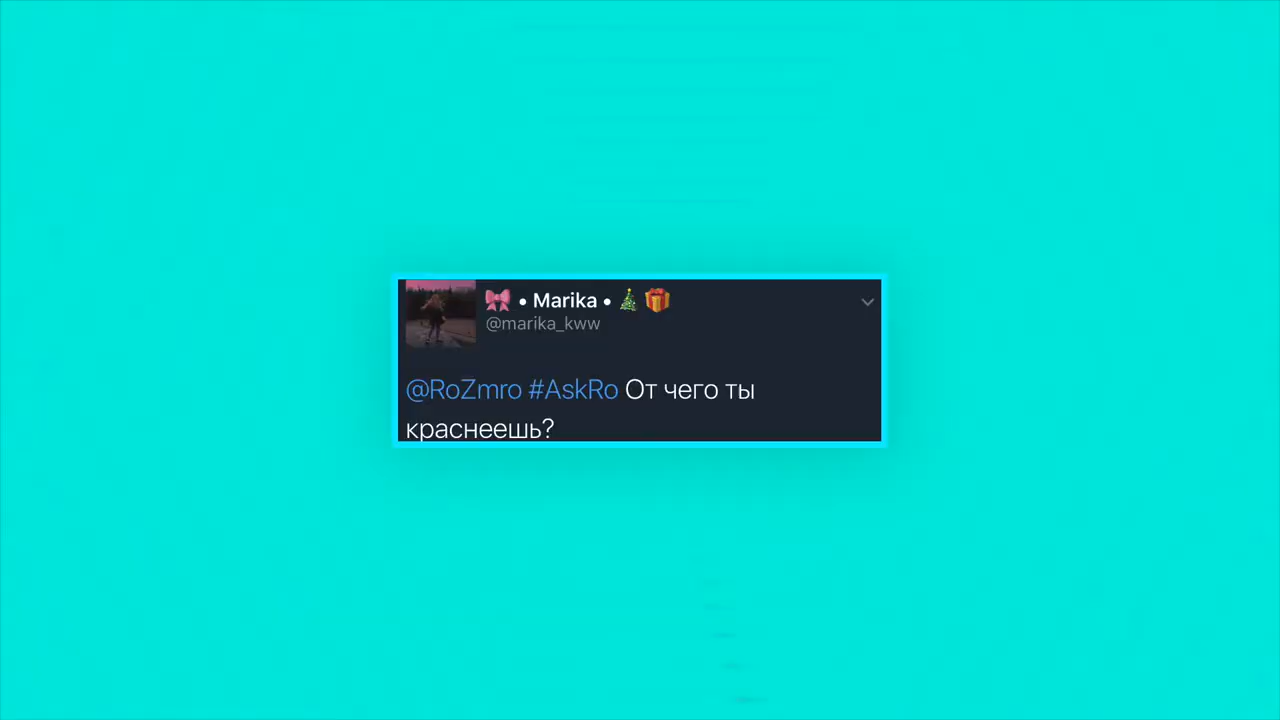 🎀 • Marika • 🎄 🎁
@marika_kww
@RoZmro #AskRo От чего ты
краснеешь?